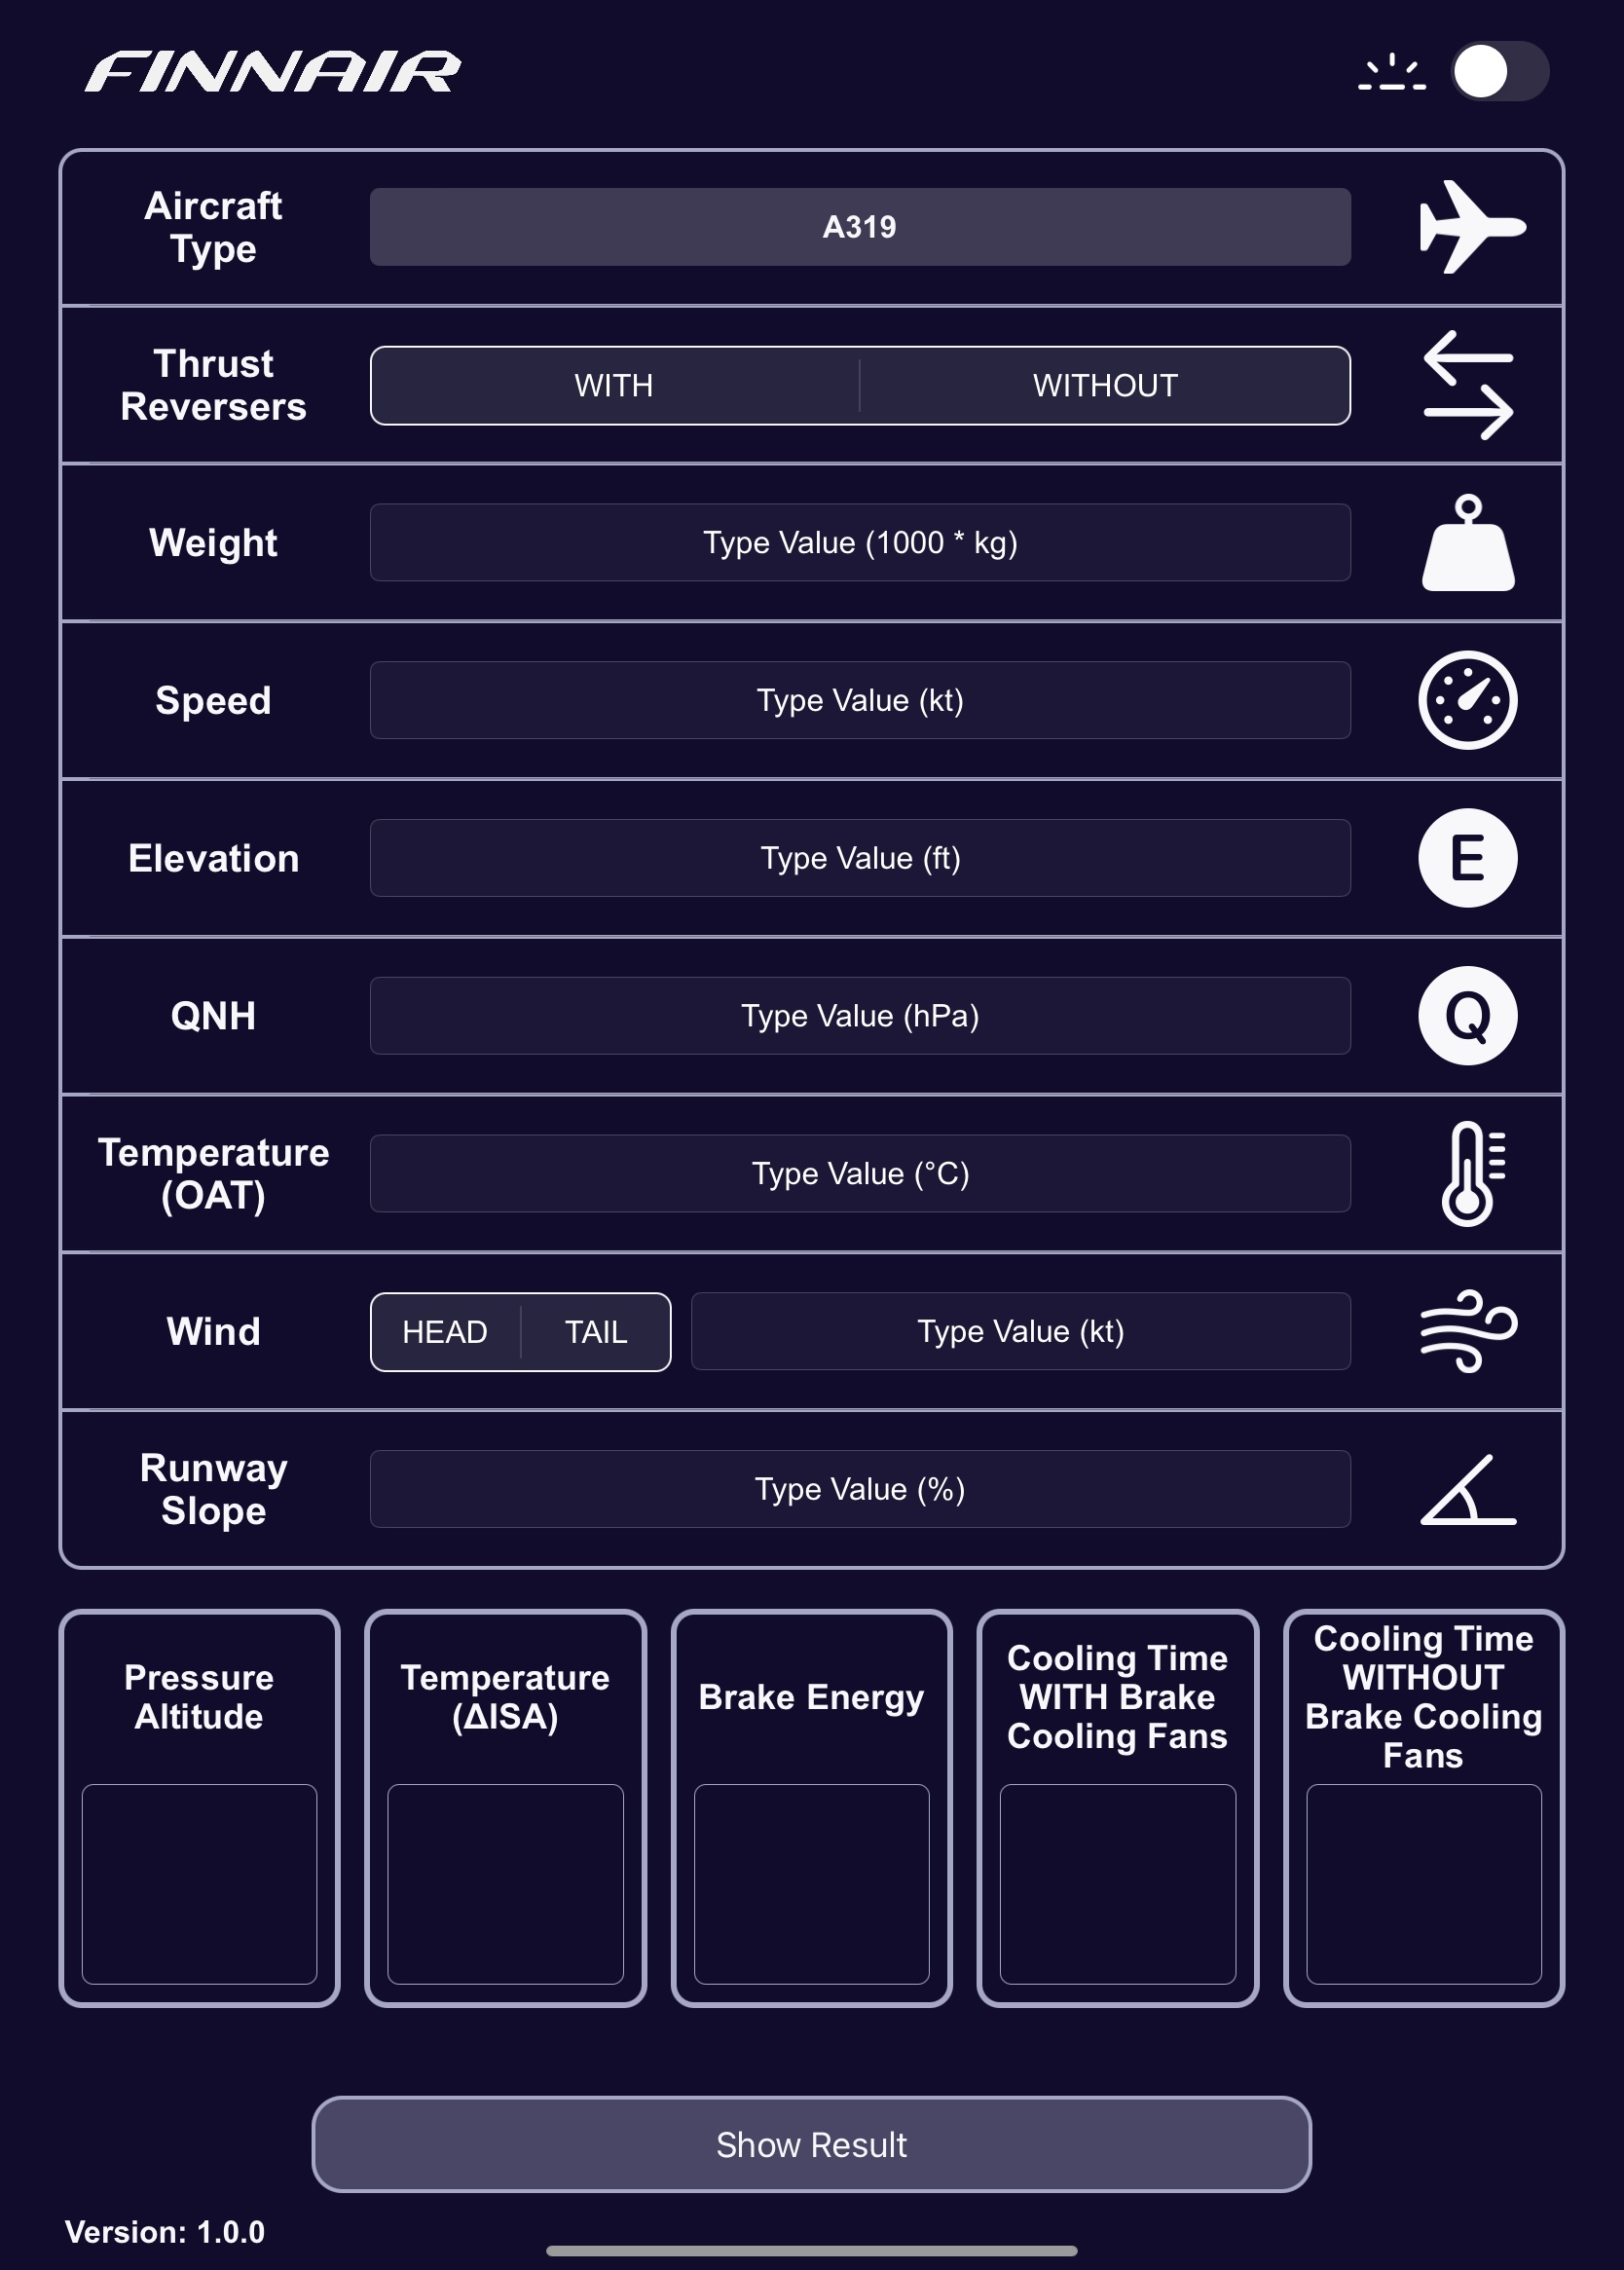 FINNAIR
Aircraft
Type
A319
Thrust
Reversers
WITH
WITHOUT
Weight
Type Value (1000 * kg)
Speed
Type Value (kt)
Elevation
Type Value (ft)
E
QNH
Type Value (hPa)
Q
Temperature
(OAT)
Type Value (°C)
Wind
HEAD
TAIL
Type Value (kt)
Runway
Slope
Type Value (%)
Pressure
Altitude
Temperature
(ΔISA)
Brake Energy
Cooling Time
WITH Brake
Cooling Fans
Cooling Time
WITHOUT
Brake Cooling
Fans
Show Result
Version: 1.0.0